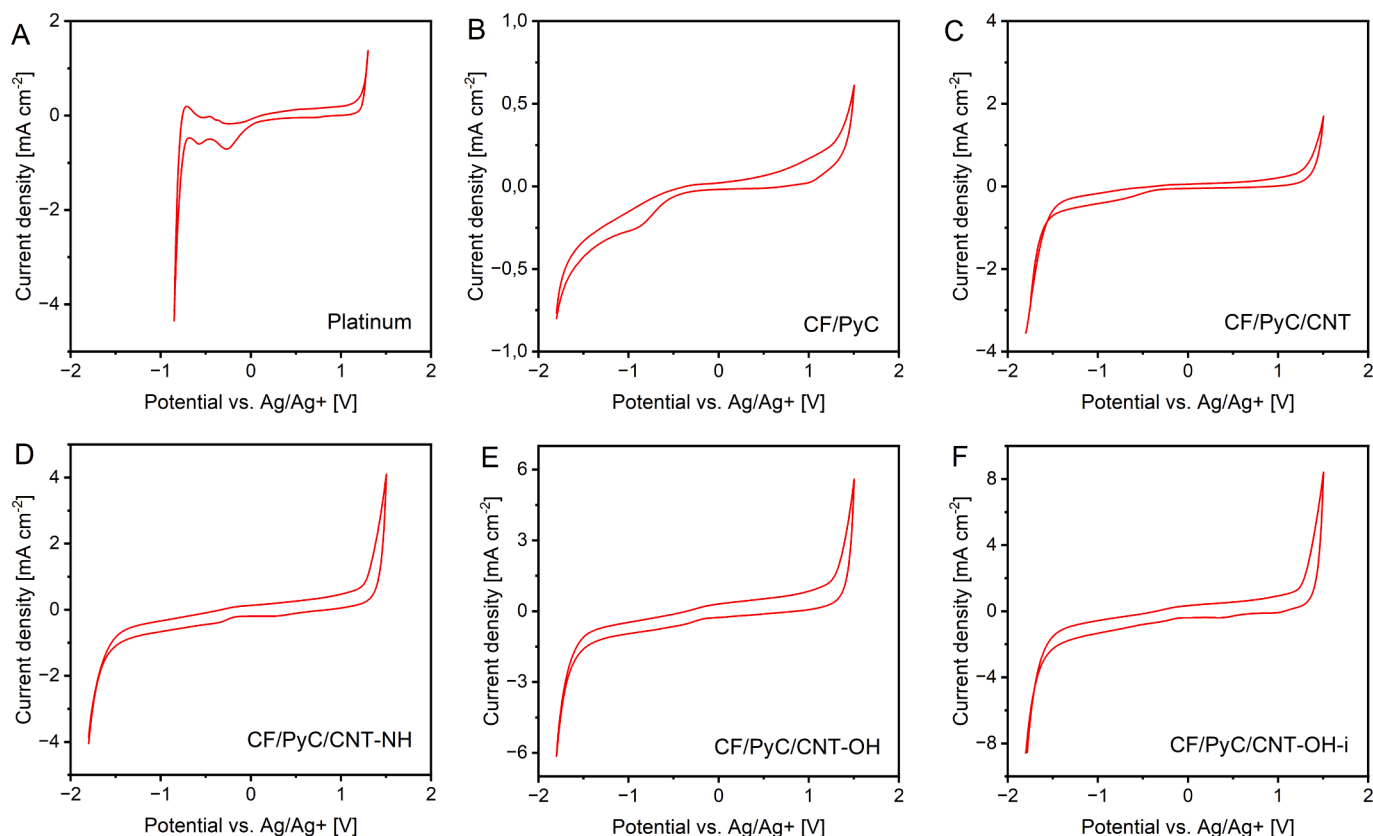 A
Current density [mA cm-2]
2
0
−2
−4
−2
−1
0
1
2
Platinum
Potential vs. Ag/Ag+ [V]
B
Current density [mA cm-2]
1,0
0,5
0,0
−0,5
−1,0
−2
−1
0
1
2
CF/PyC
Potential vs. Ag/Ag+ [V]
C
Current density [mA cm-2]
4
2
0
−2
−4
−2
−1
0
1
2
CF/PyC/CNT
Potential vs. Ag/Ag+ [V]
D
Current density [mA cm-2]
4
2
0
−2
−4
−2
−1
0
1
2
CF/PyC/CNT-NH
Potential vs. Ag/Ag+ [V]
E
Current density [mA cm-2]
6
3
0
−3
−6
−2
−1
0
1
2
CF/PyC/CNT-OH
Potential vs. Ag/Ag+ [V]
F
Current density [mA cm-2]
8
4
0
−4
−8
−2
−1
0
1
2
CF/PyC/CNT-OH-i
Potential vs. Ag/Ag+ [V]